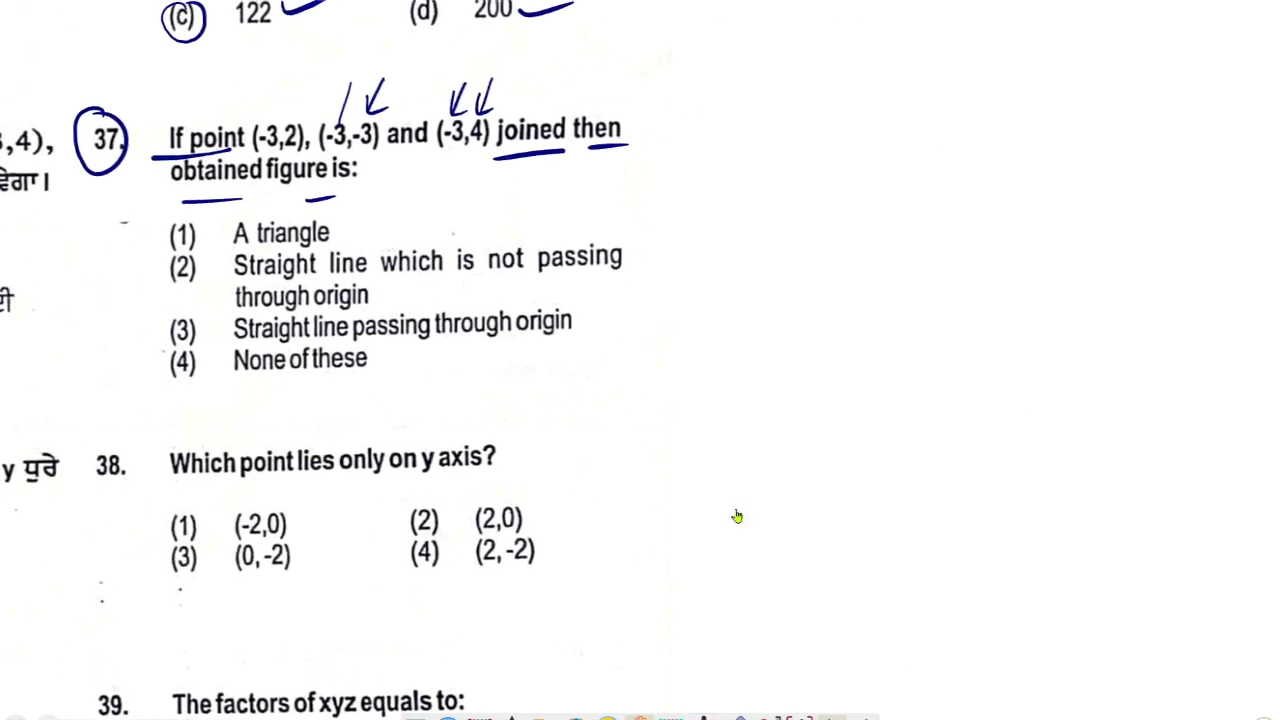 (c) 122 (d) 200
,4),
37. If point (-3,2), (-3,-3) and (-3,4) joined then
obtained figure is:
ਵੇਗਾ।
(1) A triangle
(2) Straight line which is not passing
through origin
(3) Straight line passing through origin
(4) None of these
y ਧੁਰੇ
38. Which point lies only on y axis?
(1) (-2,0) (2) (2,0)
(3) (0,-2) (4) (2,-2)
39. The factors of xyz equals to: